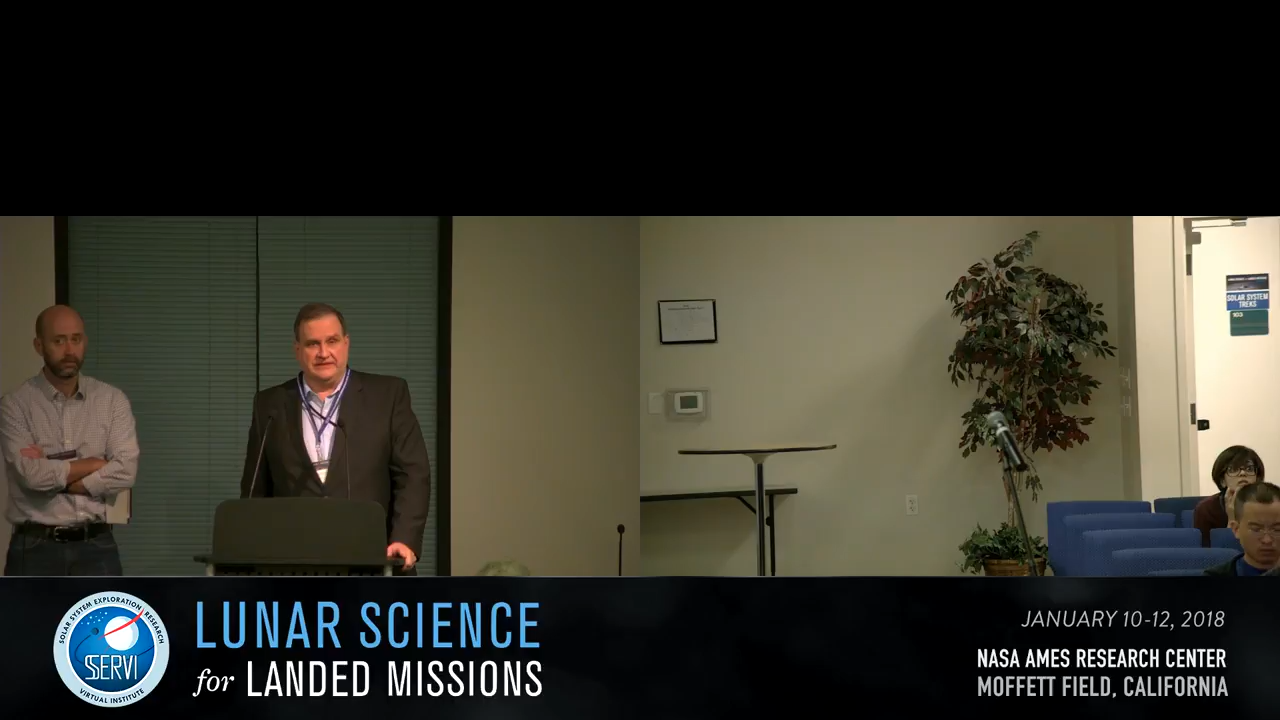 SOLAR SYSTEM
TREKS
103
SOLAR SYSTEM EXPLORATION RESEARCH
SSERVI
VIRTUAL INSTITUTE
LUNAR SCIENCE
for LANDED MISSIONS
JANUARY 10-12, 2018
NASA AMES RESEARCH CENTER
MOFFETT FIELD, CALIFORNIA